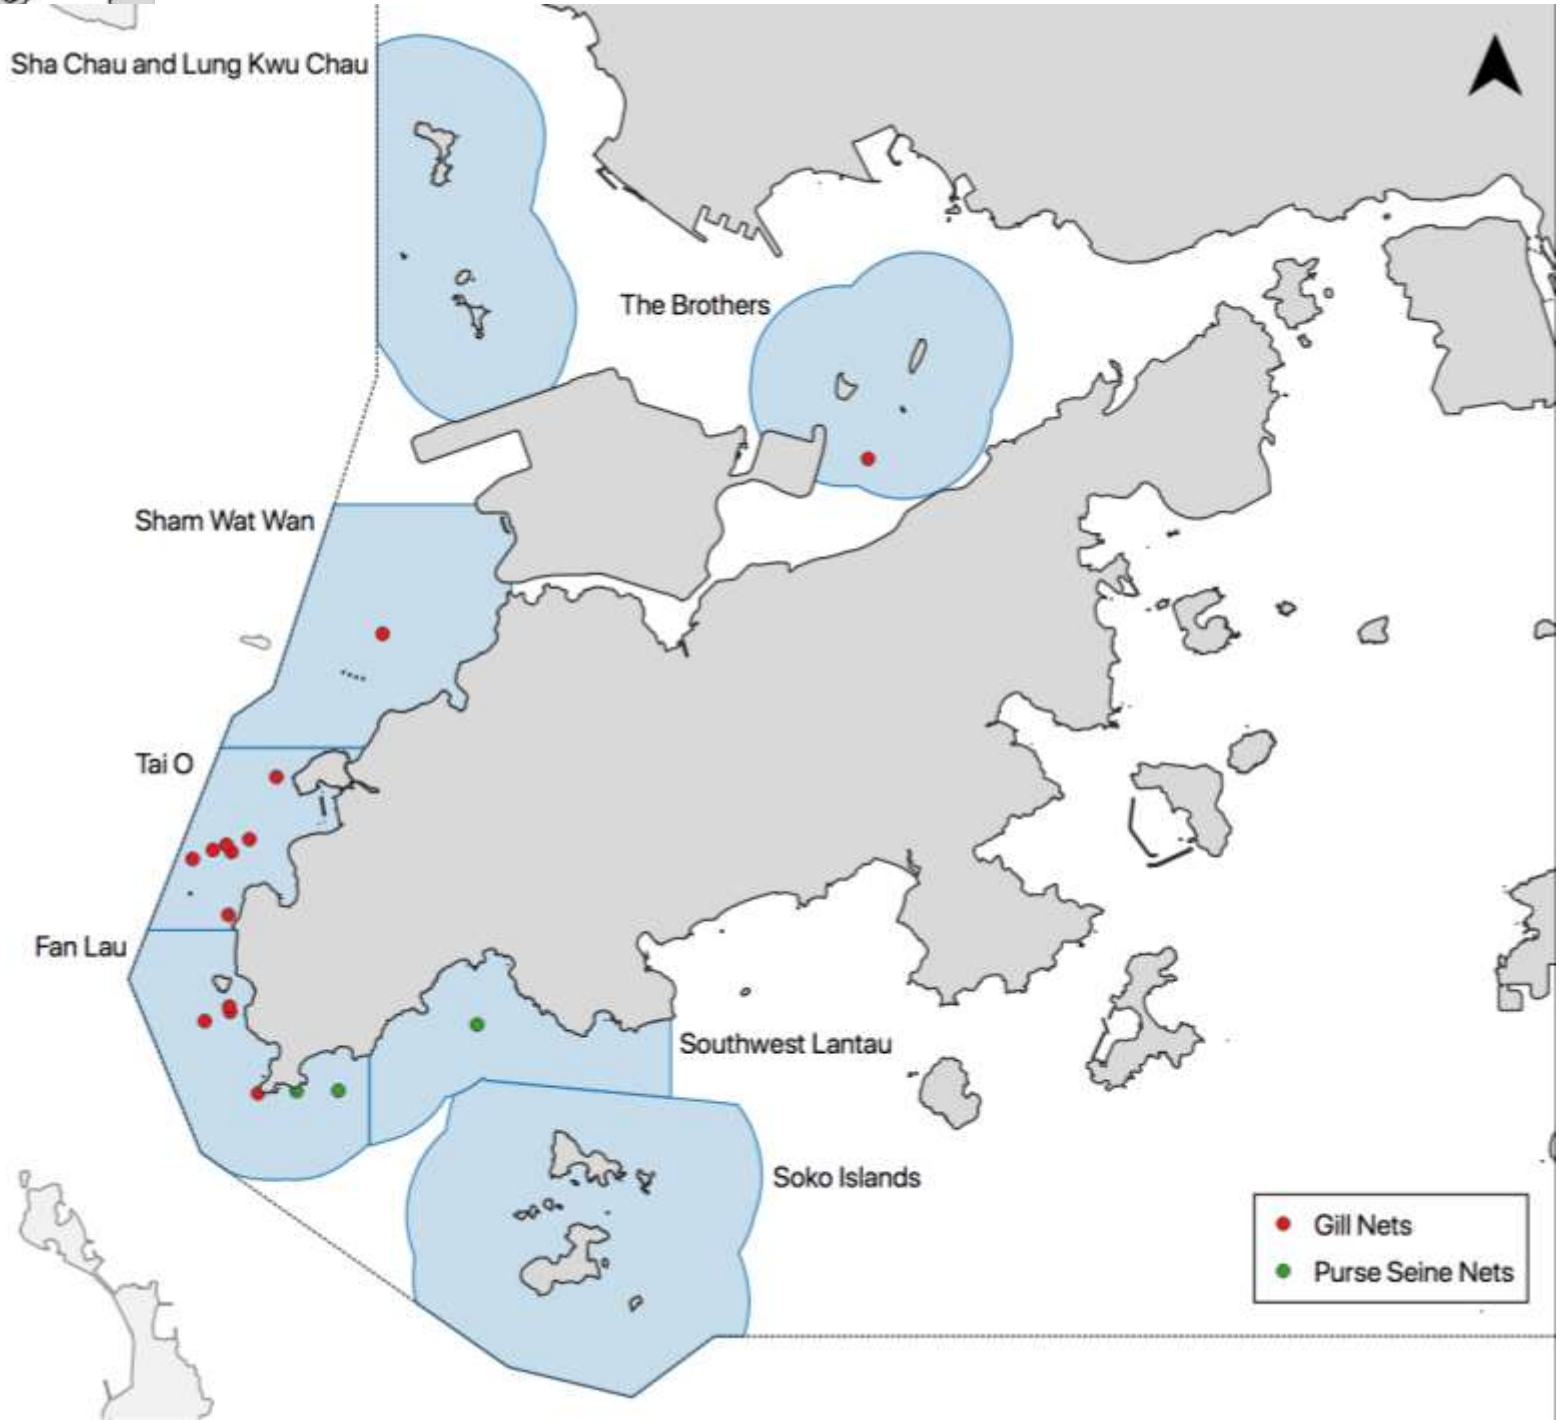 Sha Chau and Lung Kwu Chau
The Brothers
Sham Wat Wan
Tai O
Fan Lau
Southwest Lantau
Soko Islands
Gill Nets
Purse Seine Nets